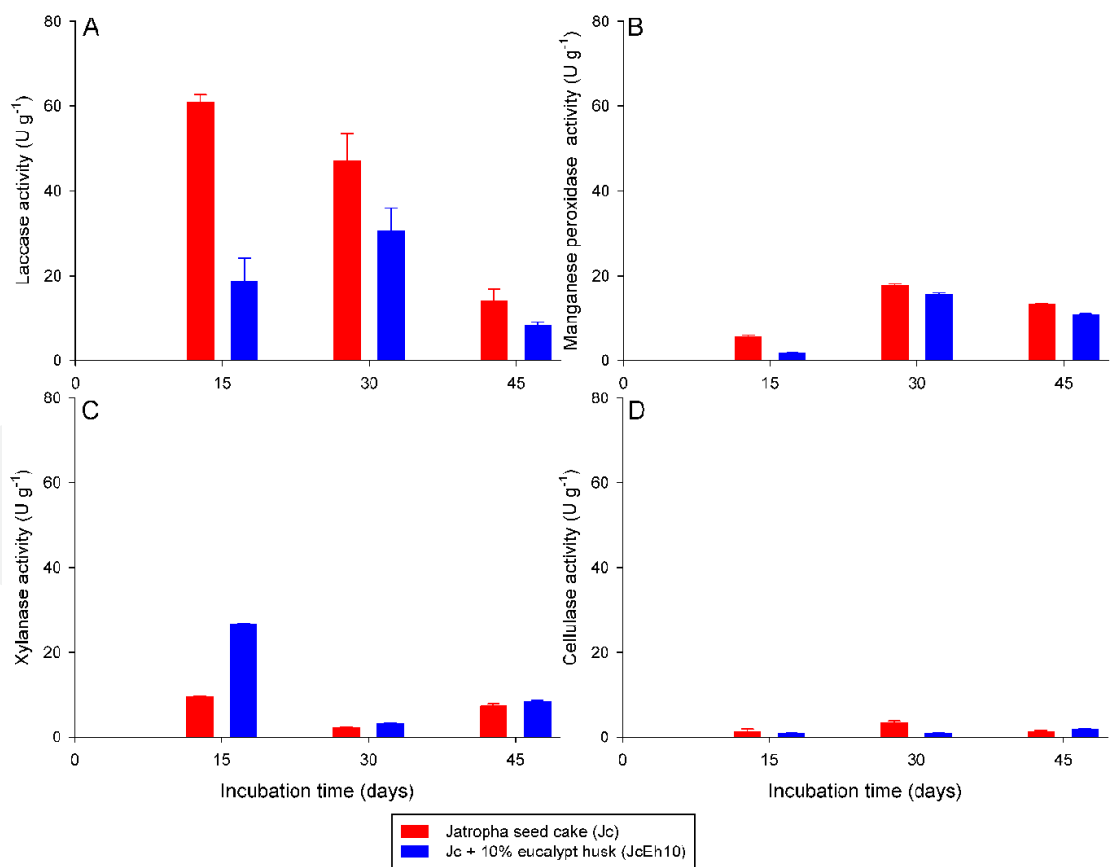 A
80
60
40
20
0
Laccase activity (U g⁻¹)
0 15 30 45
B
80
60
40
20
0
Manganese peroxidase activity (U g⁻¹)
0 15 30 45
C
80
60
40
20
0
Xylanase activity (U g⁻¹)
0 15 30 45
Incubation time (days)
D
80
60
40
20
0
Cellulase activity (U g⁻¹)
0 15 30 45
Incubation time (days)
Jatropha seed cake (Jc)
Jc + 10% eucalypt husk (JcEh10)